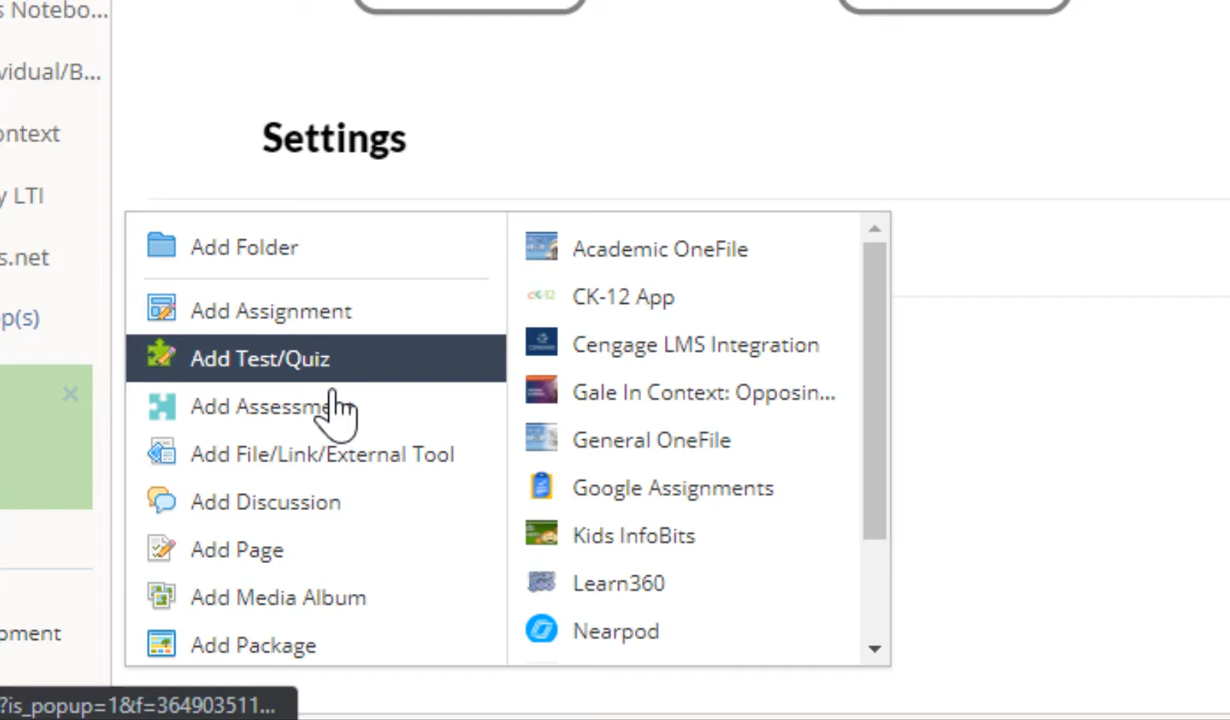 s Notebo...
vidual/B...
ontext
y LTI
s.net
p(s)
pment
Settings
Add Folder
Add Assignment
Add Test/Quiz
Add Assessment
Add File/Link/External Tool
Add Discussion
Add Page
Add Media Album
Add Package
Academic OneFile
CK-12 App
Cengage LMS Integration
Gale In Context: Opposin...
General OneFile
Google Assignments
Kids InfoBits
Learn360
Nearpod
?is_popup=1&f=364903511...